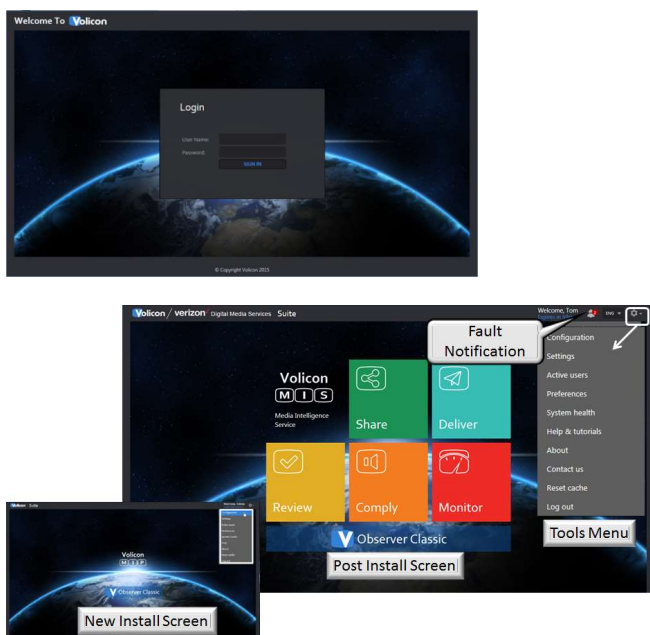 Welcome To Volicon
Login
User Name:
Password:
SIGN IN
© Copyright Volicon 2015
Volicon / verizon Digital Media Services Suite
Welcome, Tom
ENG
Fault
Notification
Configuration
Settings
Active users
Preferences
System health
Help & tutorials
About
Contact us
Reset cache
Log out
Tools Menu
Volicon
MIS
Media Intelligence
Service
Share
Deliver
Review
Comply
Monitor
Observer Classic
Post Install Screen
Volicon Suite
Volicon
MIP
Observer Classic
New Install Screen